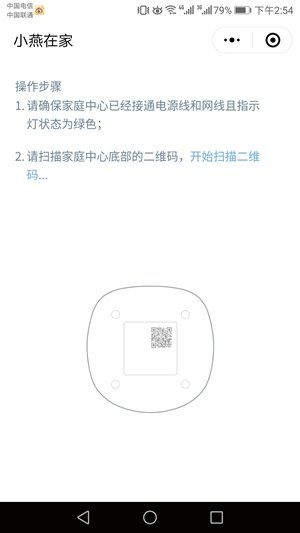 中国电信
中国联通
79%
下午2:54
小燕在家
操作步骤
1. 请确保家庭中心已经接通电源线和网线且指示
灯状态为绿色；
2. 请扫描家庭中心底部的二维码，开始扫描二维
码...